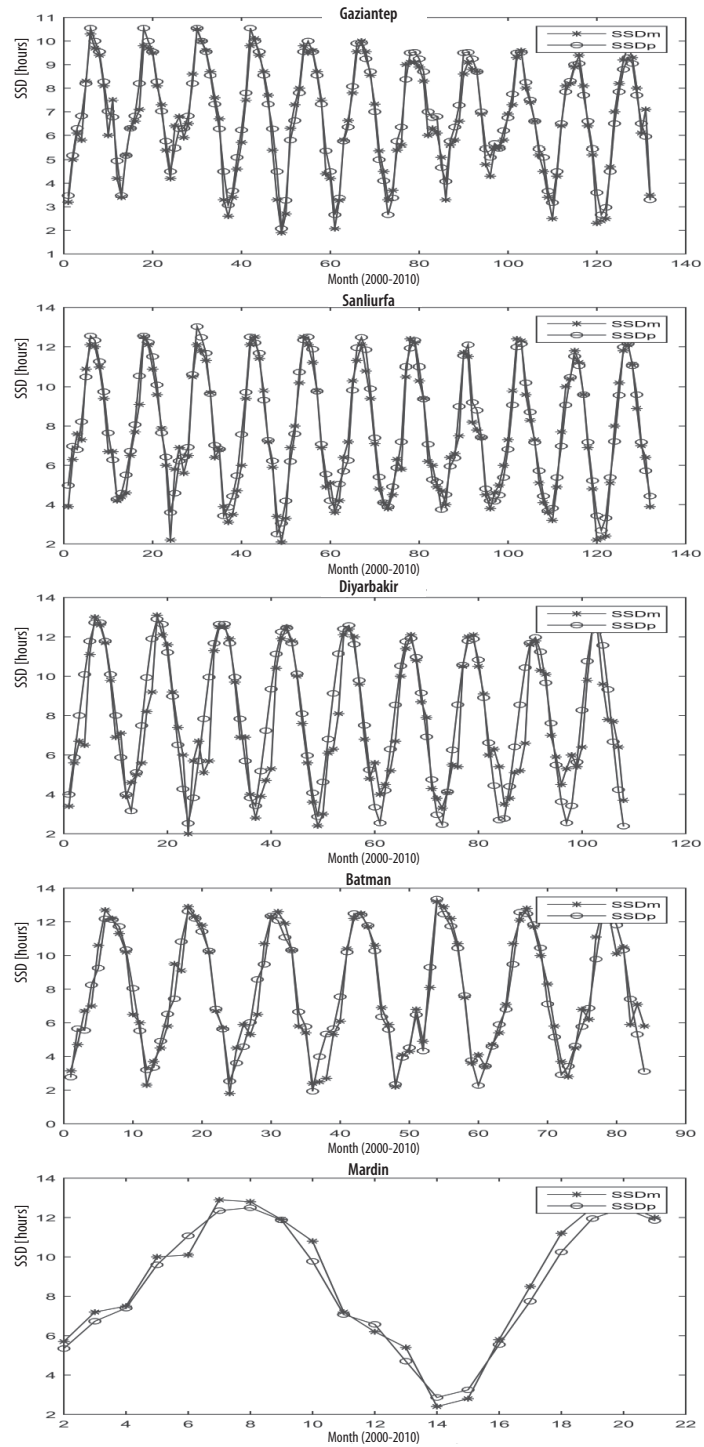 Gaziantep
11
10
9
8
7
6
5
4
3
2
1
SSD [hours]
SSDm
SSDp
0 20 40 60 80 100 120 140
Month (2000-2010)
Sanliurfa
14
12
10
8
6
4
2
SSD [hours]
SSDm
SSDp
0 20 40 60 80 100 120 140
Month (2000-2010)
Diyarbakir
14
12
10
8
6
4
2
SSD [hours]
SSDm
SSDp
0 20 40 60 80 100 120
Month (2000-2010)
Batman
14
12
10
8
6
4
2
0
SSD [hours]
SSDm
SSDp
0 10 20 30 40 50 60 70 80 90
Month (2000-2010)
Mardin
14
12
10
8
6
4
2
SSD [hours]
SSDm
SSDp
2 4 6 8 10 12 14 16 18 20 22
Month (2000-2010)